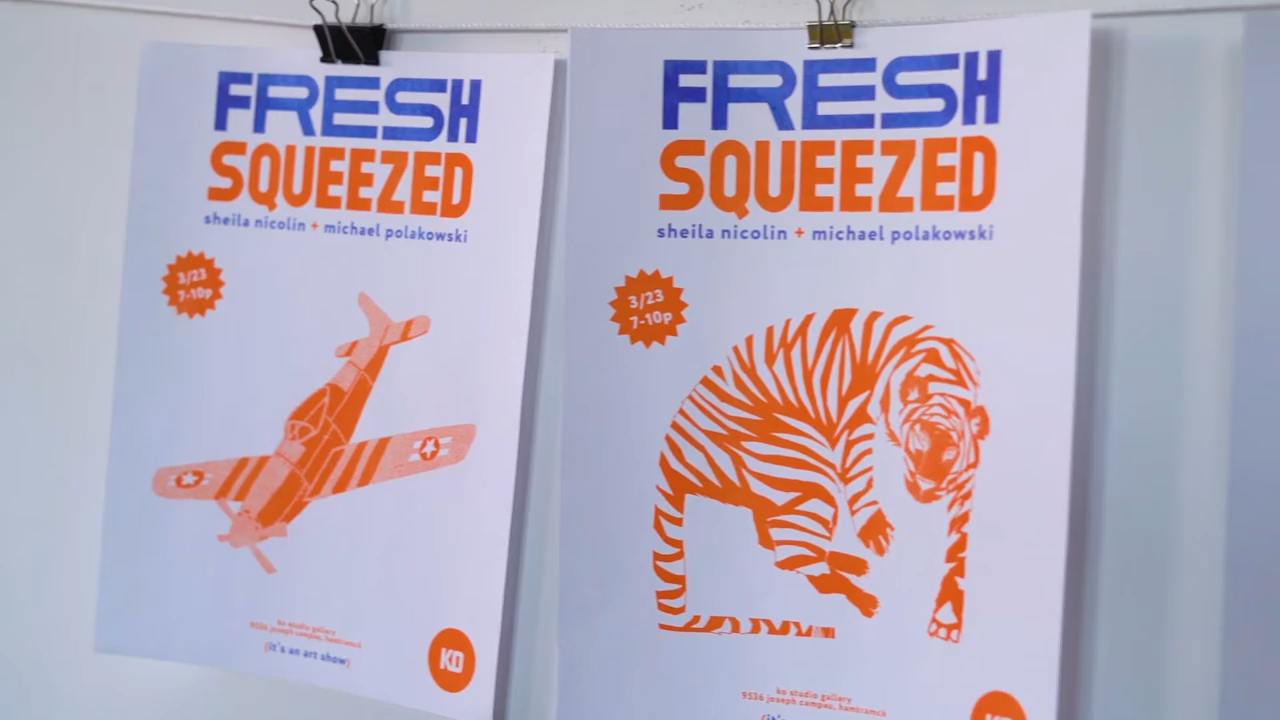 FRESH
SQUEEZED
sheila nicolin + michael polakowski
3/23
7-10p
ko studio gallery
9536 joseph campau, hamtramck
(it's an art show)
KO
FRESH
SQUEEZED
sheila nicolin + michael polakowski
3/23
7-10p
ko studio gallery
9536 joseph campau, hamtramck
(it's
KO